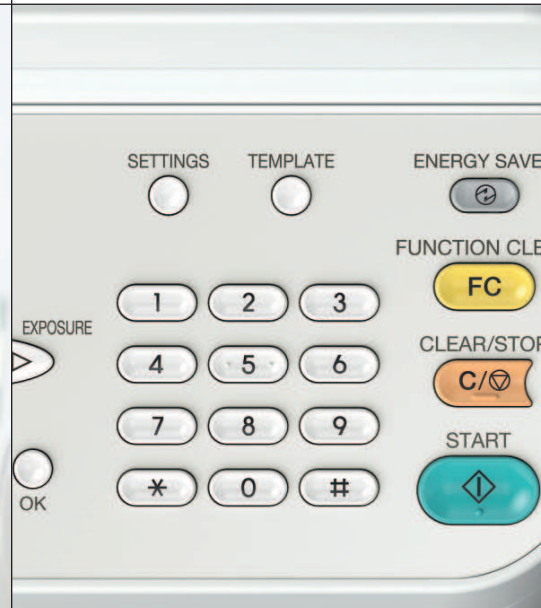 SETTINGS TEMPLATE ENERGY SAVE
FUNCTION CLE
FC
1 2 3
EXPOSURE
CLEAR/STOP
4 5 6
C/
7 8 9
START
OK
* 0 #